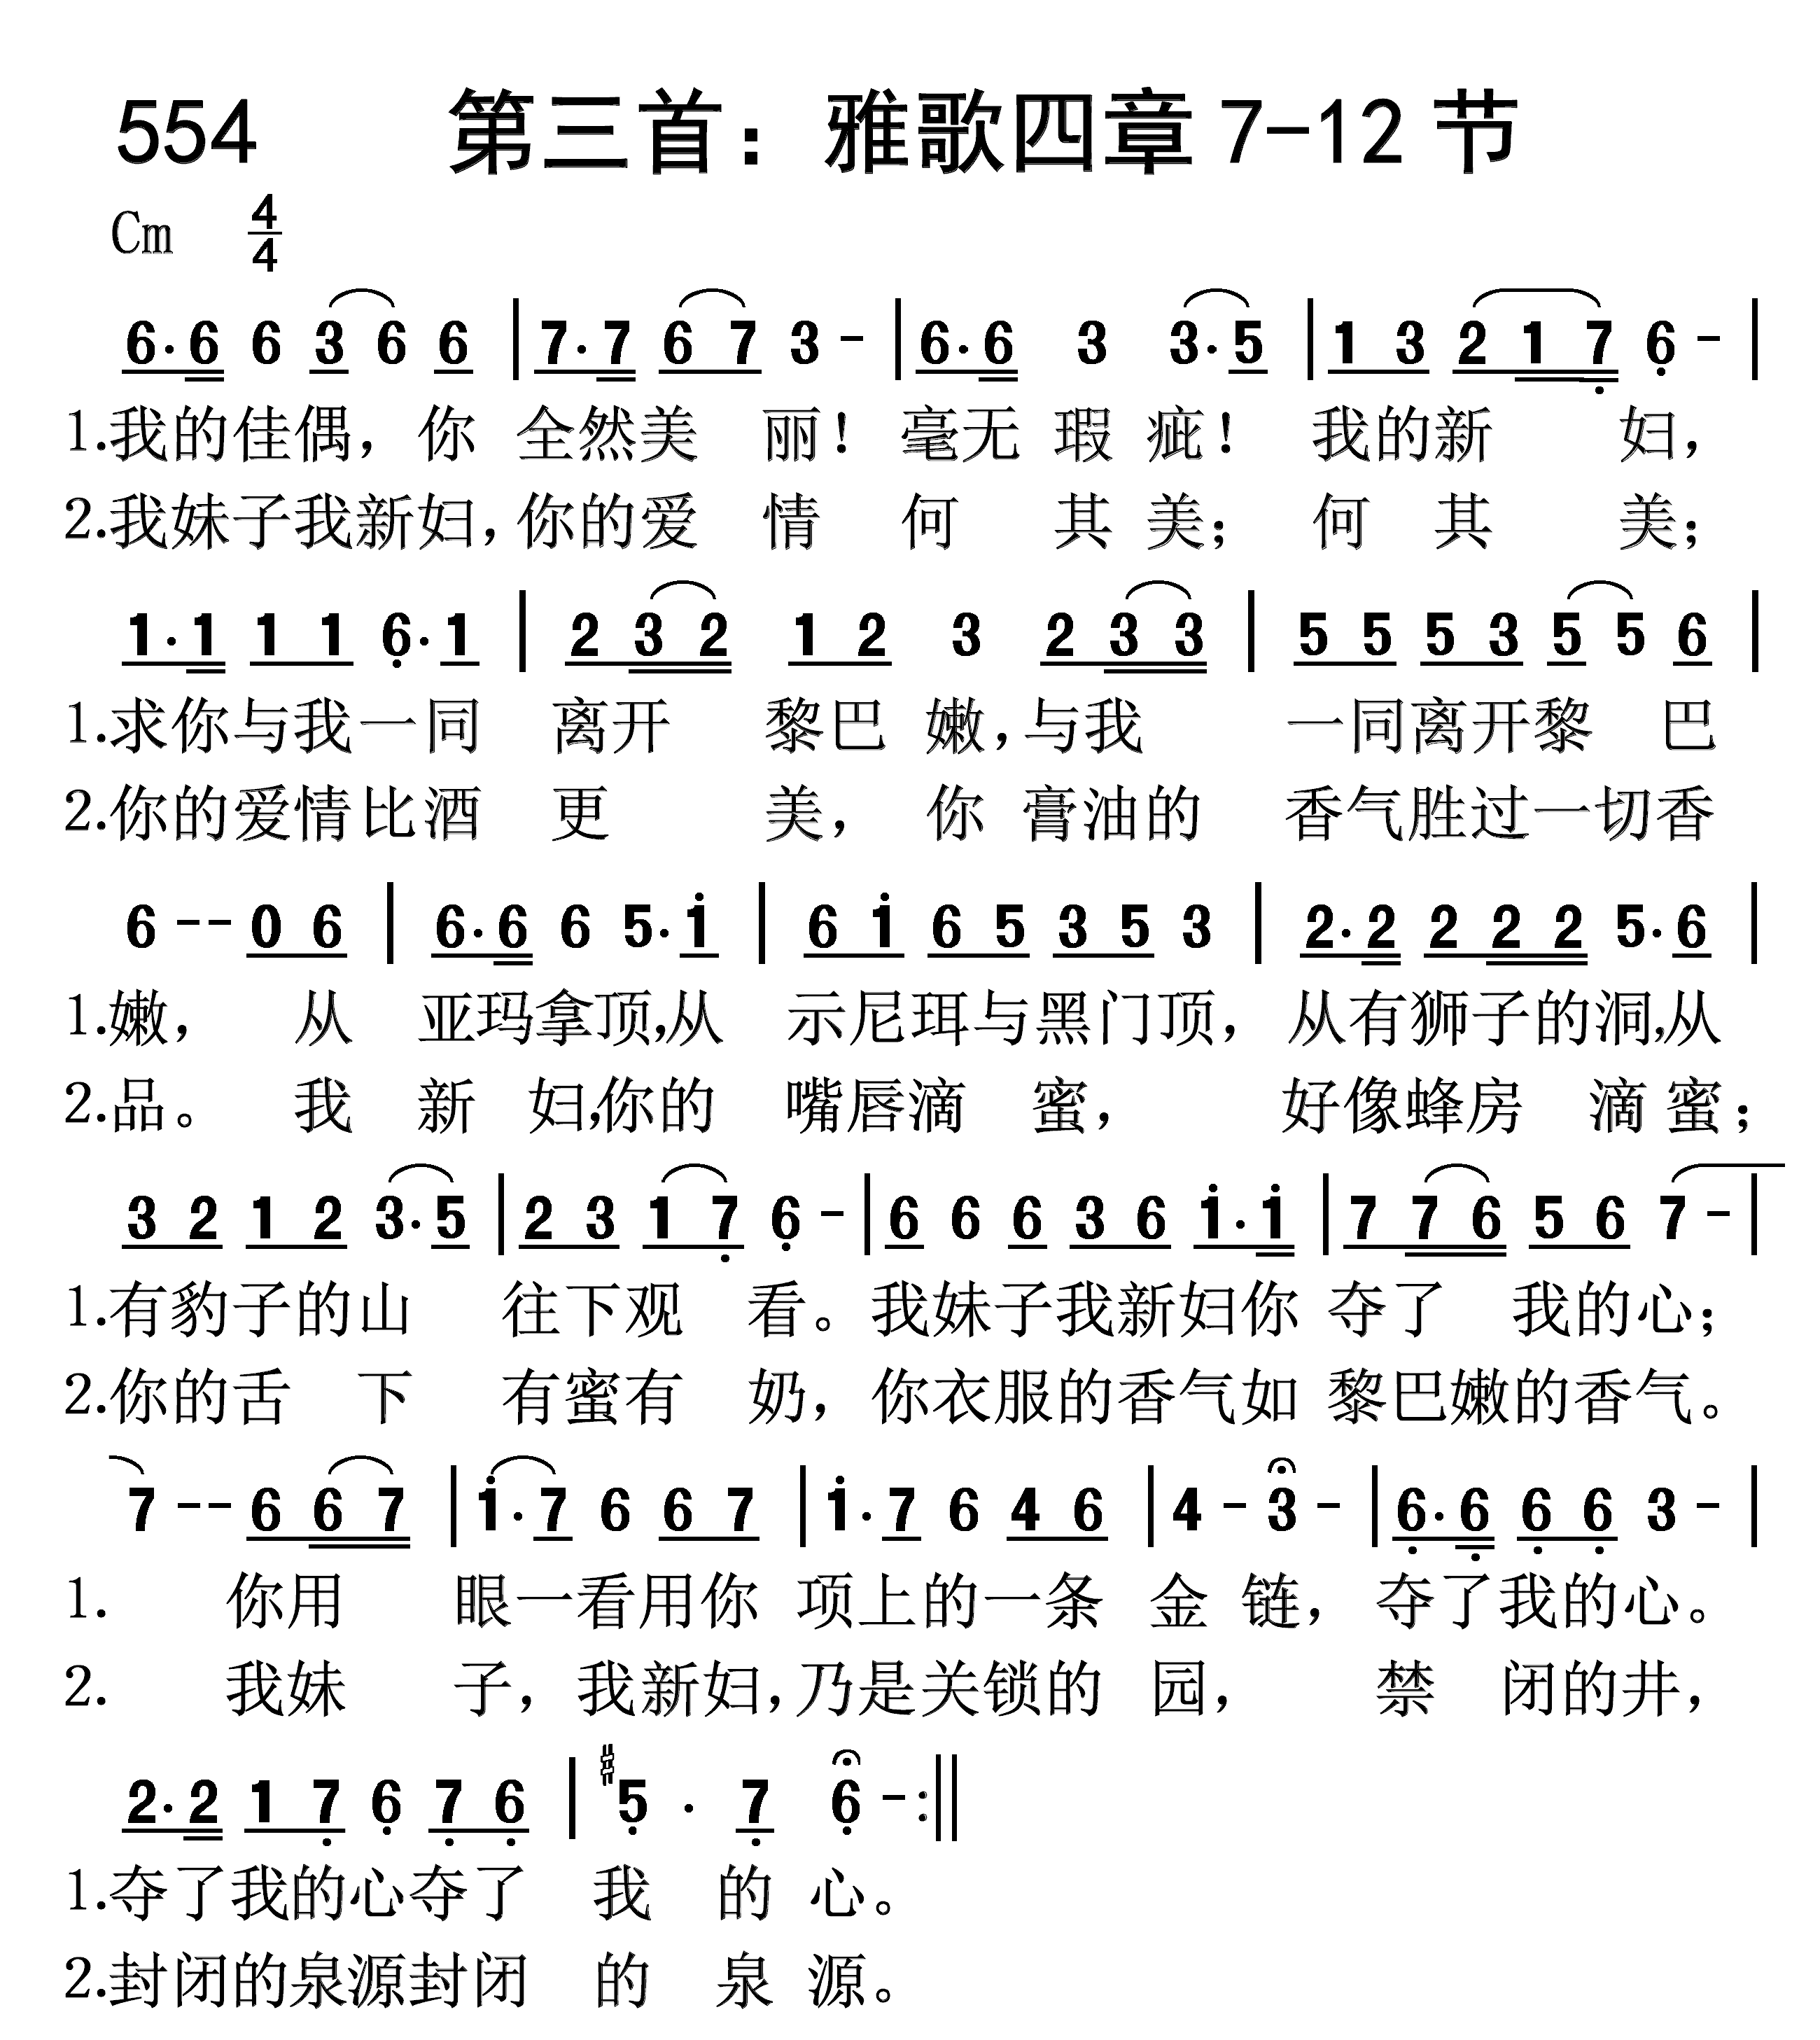 554 第三首：雅歌四章 7-12 节
Cm 4/4
6·6 6 3 6 6 | 7·7 6 7 3 - | 6·6 3 3·5 | 1 3 2 1 7 6 - |
1.我的佳偶，你 全然美 丽！ 毫无 瑕 疵！ 我的新 妇，
2.我妹子我新妇，你的爱 情 何 其 美； 何 其 美；
1·1 1 1 6·1 | 2 3 2 1 2 3 2 3 3 | 5 5 5 3 5 5 6 |
1.求你与我一同 离开 黎巴 嫩，与我 一同离开黎 巴
2.你的爱情比酒 更 美， 你 膏油的 香气胜过一切香
6 - - 0 6 | 6·6 6 5·i | 6 i 6 5 3 5 3 | 2·2 2 2 2 5·6 |
1.嫩， 从 亚玛拿顶，从 示尼珥与黑门顶，从有狮子的洞，从
2.品。 我 新 妇，你的 嘴唇滴 蜜， 好像蜂房 滴 蜜；
3 2 1 2 3·5 | 2 3 1 7 6 - | 6 6 6 3 6 i·i | 7 7 6 5 6 7 - |
1.有豹子的山 往下观 看。我妹子我新妇你 夺了 我的心；
2.你的舌 下 有蜜有 奶，你衣服的香气如 黎巴嫩的香气。
7 - - 6 6 7 | i·7 6 6 7 | i·7 6 4 6 | 4 - 3 - | 6·6 6 6 3 - |
1. 你用 眼一看用你 项上的一条 金 链，夺了我的心。
2. 我妹 子，我新妇，乃是关锁的 园， 禁 闭的井，
2·2 1 7 6 7 6 | #5 · 7 6 - :||
1.夺了我的心夺了 我 的 心。
2.封闭的泉源封闭 的 泉 源。